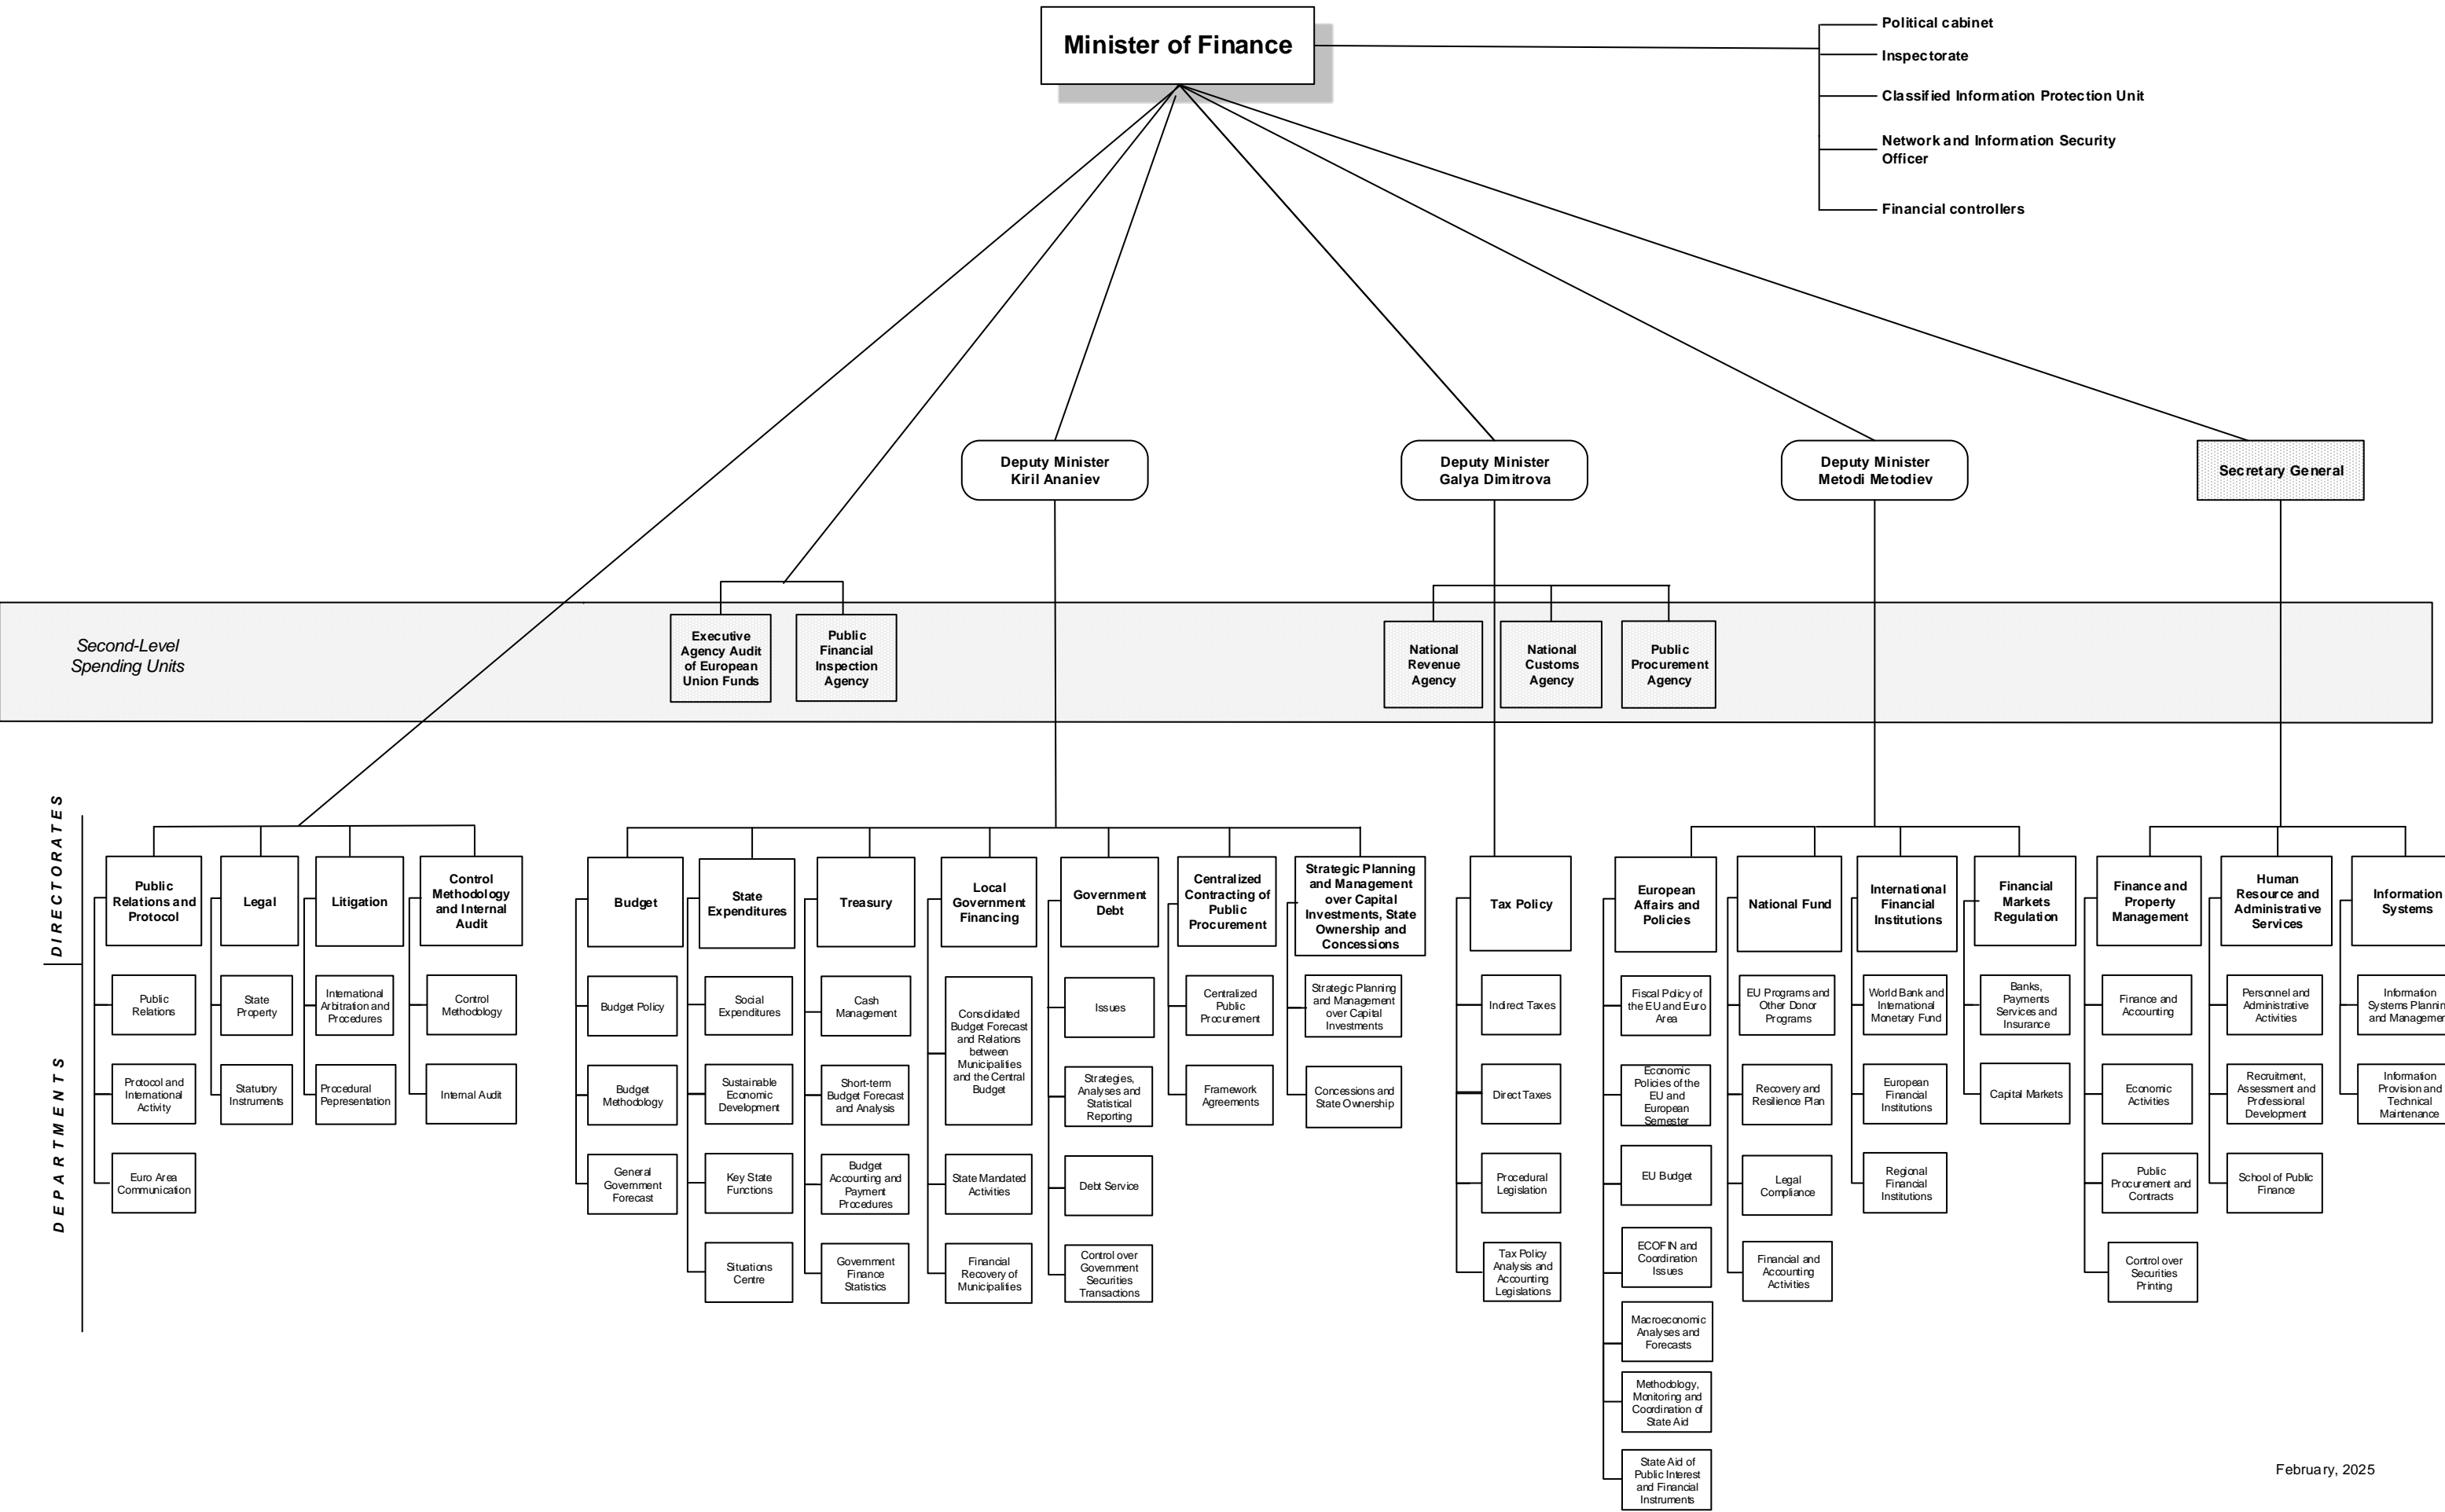 Minister of Finance
Political cabinet
Inspectorate
Classified Information Protection Unit
Network and Information Security
Officer
Financial controllers
Deputy Minister
Kiril Ananiev
Deputy Minister
Galya Dimitrova
Deputy Minister
Metodi Metodiev
Secretary General
Second-Level
Spending Units
Executive
Agency Audit
of European
Union Funds
Public
Financial
Inspection
Agency
National
Revenue
Agency
National
Customs
Agency
Public
Procurement
Agency
DIRECTORATES
Public
Relations and
Protocol
Legal
Litigation
Control
Methodology
and Internal
Audit
Budget
State
Expenditures
Treasury
Local
Government
Financing
Government
Debt
Centralized
Contracting of
Public
Procurement
Strategic Planning
and Management
over Capital
Investments, State
Ownership and
Concessions
Tax Policy
European
Affairs and
Policies
National Fund
International
Financial
Institutions
Financial
Markets
Regulation
Finance and
Property
Management
Human
Resource and
Administrative
Services
Information
Systems
DEPARTMENTS
Public
Relations
Protocol and
International
Activity
Euro Area
Communication
State
Property
Statutory
Instruments
International
Arbitration and
Procedures
Procedural
Pepresentation
Control
Methodology
Internal Audit
Budget Policy
Budget
Methodology
General
Government
Forecast
Social
Expenditures
Sustainable
Economic
Development
Key State
Functions
Situations
Centre
Cash
Management
Short-term
Budget Forecast
and Analysis
Budget
Accounting and
Payment
Procedures
Government
Finance
Statistics
Consolidated
Budget Forecast
and Relations
between
Municipalities
and the Central
Budget
State Mandated
Activities
Financial
Recovery of
Municipalities
Issues
Strategies,
Analyses and
Statistical
Reporting
Debt Service
Control over
Government
Securities
Transactions
Centralized
Public
Procurement
Framework
Agreements
Strategic Planning
and Management
over Capital
Investments
Concessions and
State Ownership
Indirect Taxes
Direct Taxes
Procedural
Legislation
Tax Policy
Analysis and
Accounting
Legislations
Fiscal Policy of
the EU and Euro
Area
Economic
Policies of the
EU and
European
Semester
EU Budget
ECOFIN and
Coordination
Issues
Macroeconomic
Analyses and
Forecasts
Methodology,
Monitoring and
Coordination of
State Aid
State Aid of
Public Interest
and Financial
Instruments
EU Programs and
Other Donor
Programs
Recovery and
Resilience Plan
Legal
Compliance
Financial and
Accounting
Activities
World Bank and
International
Monetary Fund
European
Financial
Institutions
Regional
Financial
Institutions
Banks,
Payments
Services and
Insurance
Capital Markets
Finance and
Accounting
Economic
Activities
Public
Procurement and
Contracts
Control over
Securities
Printing
Personnel and
Administrative
Activities
Recruitment,
Assessment and
Professional
Development
School of Public
Finance
Information
Systems Planning
and Management
Information
Provision and
Technical
Maintenance
February, 2025